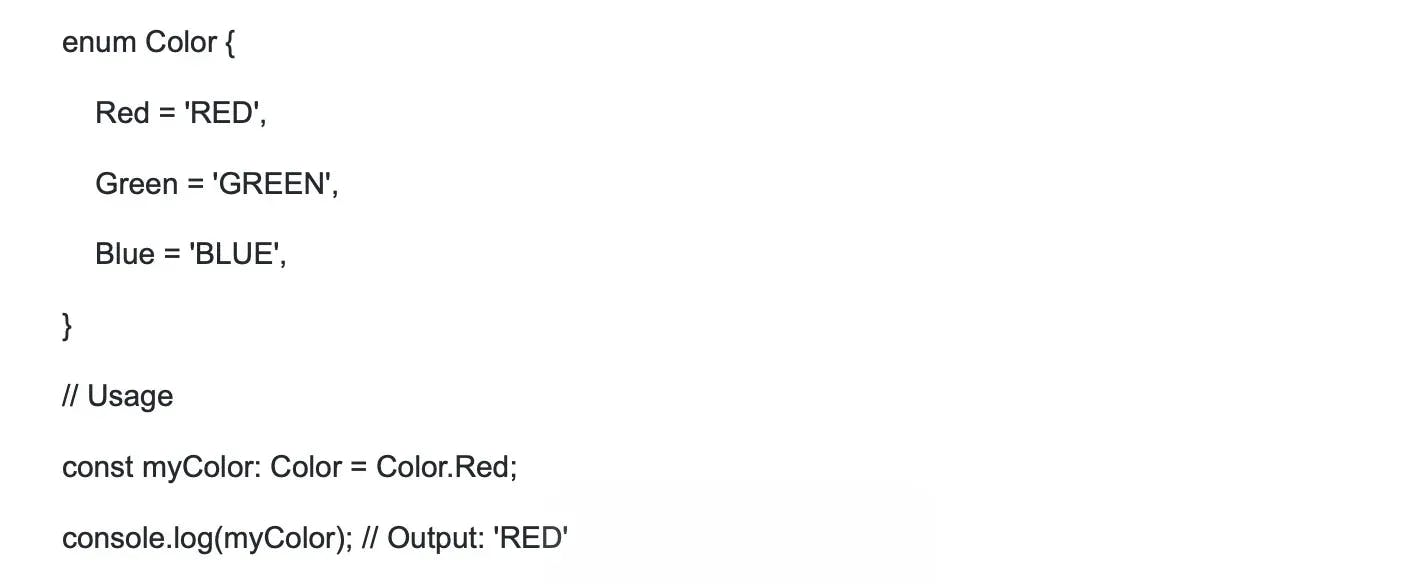 enum Color {
Red = 'RED',
Green = 'GREEN',
Blue = 'BLUE',
}
// Usage
const myColor: Color = Color.Red;
console.log(myColor); // Output: 'RED'